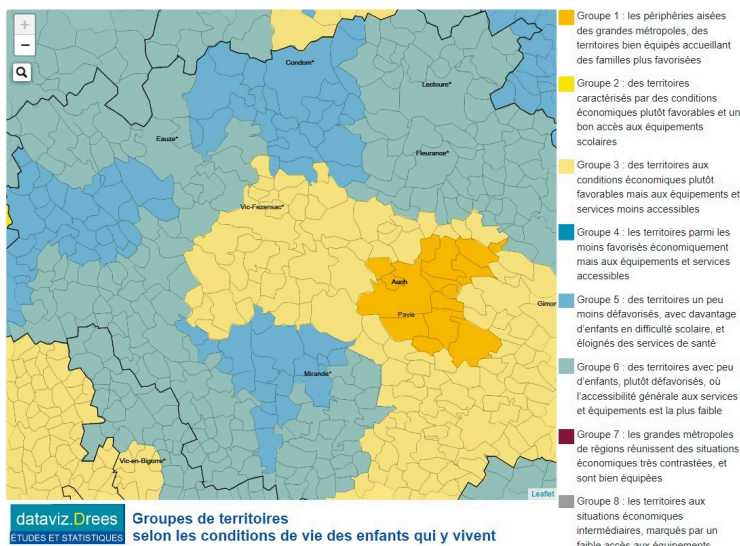 +
−
Condom*
Lectoure*
Eauze*
Fleurance*
Vic-Fezensac*
Auch
Gimon
Pavie
Mirande*
Vic-en-Bigorre*
Leaflet
Groupe 1 : les périphéries aisées
des grandes métropoles, des
territoires bien équipés accueillant
des familles plus favorisées
Groupe 2 : des territoires
caractérisés par des conditions
économiques plutôt favorables et un
bon accès aux équipements
scolaires
Groupe 3 : des territoires aux
conditions économiques plutôt
favorables mais aux équipements et
services moins accessibles
Groupe 4 : les territoires parmi les
moins favorisés économiquement
mais aux équipements et services
accessibles
Groupe 5 : des territoires un peu
moins défavorisés, avec davantage
d'enfants en difficulté scolaire, et
éloignés des services de santé
Groupe 6 : des territoires avec peu
d'enfants, plutôt défavorisés, où
l'accessibilité générale aux services
et équipements est la plus faible
Groupe 7 : les grandes métropoles
de régions réunissent des situations
économiques très contrastées, et
sont bien équipées
Groupe 8 : les territoires aux
situations économiques
intermédiaires, marqués par un
faible accès aux équipements
dataviz.Drees
ÉTUDES ET STATISTIQUES
Groupes de territoires
selon les conditions de vie des enfants qui y vivent